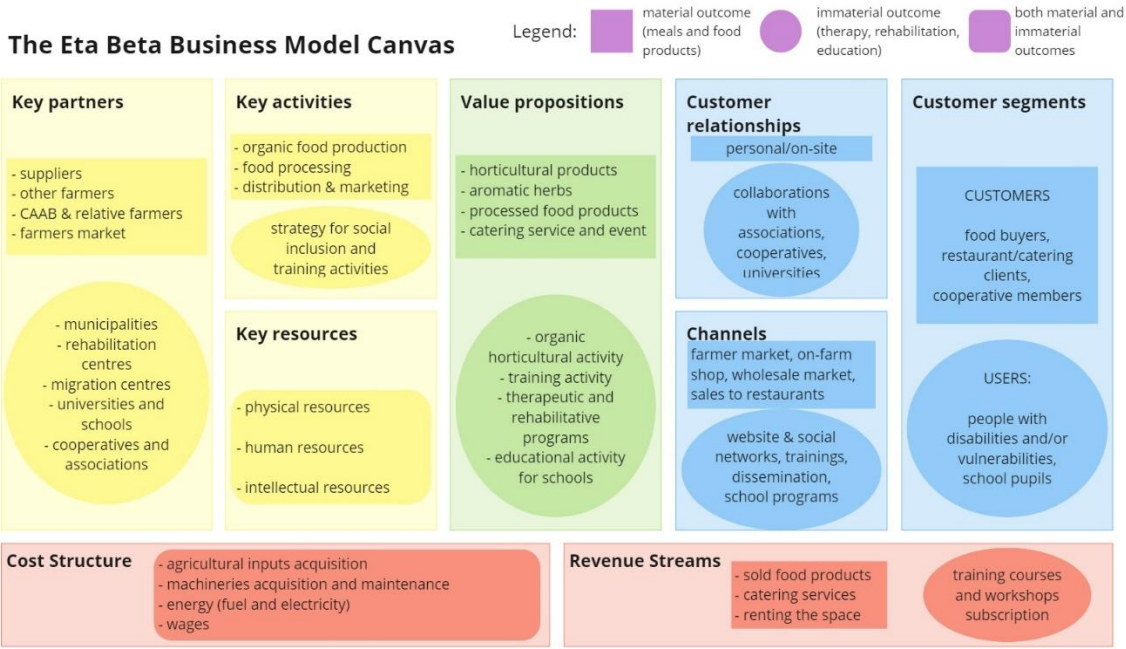 The Eta Beta Business Model Canvas
Legend:
material outcome
(meals and food
products)
immaterial outcome
(therapy, rehabilitation,
education)
both material and
immaterial
outcomes
Key partners
- suppliers
- other farmers
- CAAB & relative farmers
- farmers market
- municipalities
- rehabilitation
centres
- migration centres
- universities and
schools
- cooperatives and
associations
Key activities
- organic food production
- food processing
- distribution & marketing
strategy for social
inclusion and
training activities
Key resources
- physical resources
- human resources
- intellectual resources
Value propositions
- horticultural products
- aromatic herbs
- processed food products
- catering service and event
- organic
horticultural activity
- training activity
- therapeutic and
rehabilitative
programs
- educational activity
for schools
Customer
relationships
personal/on-site
collaborations
with
associations,
cooperatives,
universities
Channels
farmer market, on-farm
shop, wholesale market,
sales to restaurants
website & social
networks, trainings,
dissemination,
school programs
Customer segments
CUSTOMERS
food buyers,
restaurant/catering
clients,
cooperative members
USERS:
people with
disabilities and/or
vulnerabilities,
school pupils
Cost Structure
- agricultural inputs acquisition
- machineries acquisition and maintenance
- energy (fuel and electricity)
- wages
Revenue Streams
- sold food products
- catering services
- renting the space
training courses
and workshops
subscription